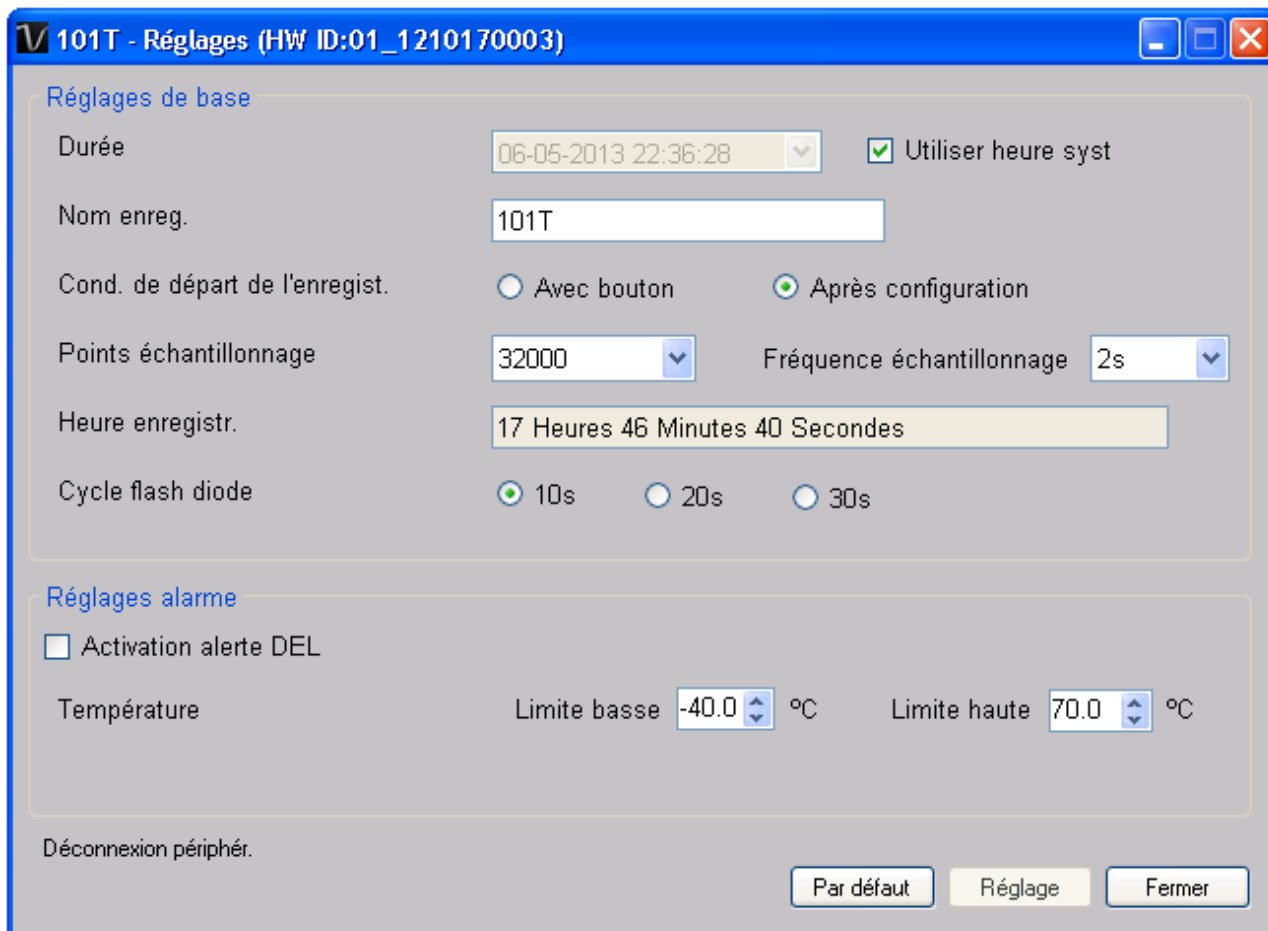 101T - Réglages (HW ID:01_1210170003)
Réglages de base
Durée 06-05-2013 22:36:28 Utiliser heure syst
Nom enreg. 101T
Cond. de départ de l'enregist. Avec bouton Après configuration
Points échantillonnage 32000 Fréquence échantillonnage 2s
Heure enregistr. 17 Heures 46 Minutes 40 Secondes
Cycle flash diode 10s 20s 30s
Réglages alarme
Activation alerte DEL
Température Limite basse -40.0 ºC Limite haute 70.0 ºC
Déconnexion périphér.
Par défaut Réglage Fermer